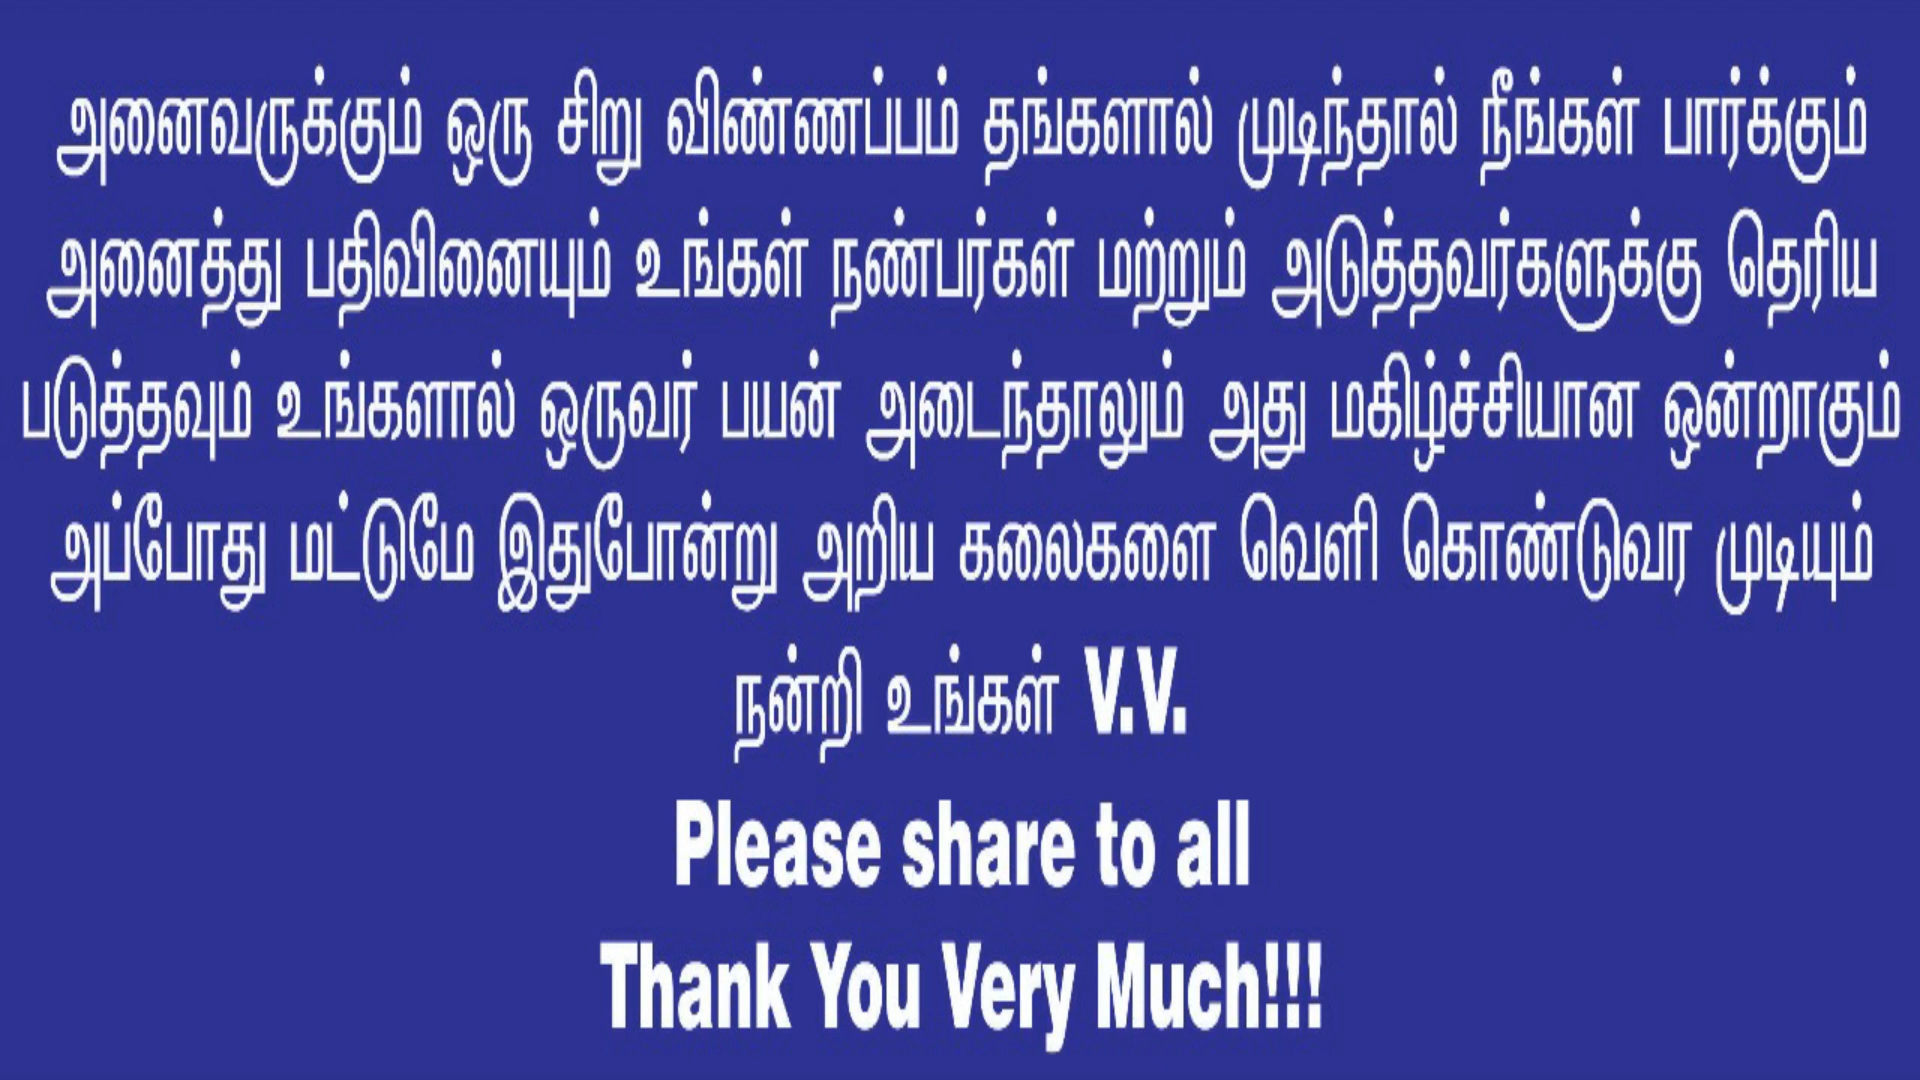 அனைவருக்கும் ஒரு சிறு விண்ணப்பம் தங்களால் முடிந்தால் நீங்கள் பார்க்கும்
அனைத்து பதிவினையும் உங்கள் நண்பர்கள் மற்றும் அடுத்தவர்களுக்கு தெரிய
படுத்தவும் உங்களால் ஒருவர் பயன் அடைந்தாலும் அது மகிழ்ச்சியான ஒன்றாகும்
அப்போது மட்டுமே இதுபோன்று அறிய கலைகளை வெளி கொண்டுவர முடியும்
நன்றி உங்கள் V.V.
Please share to all
Thank You Very Much!!!